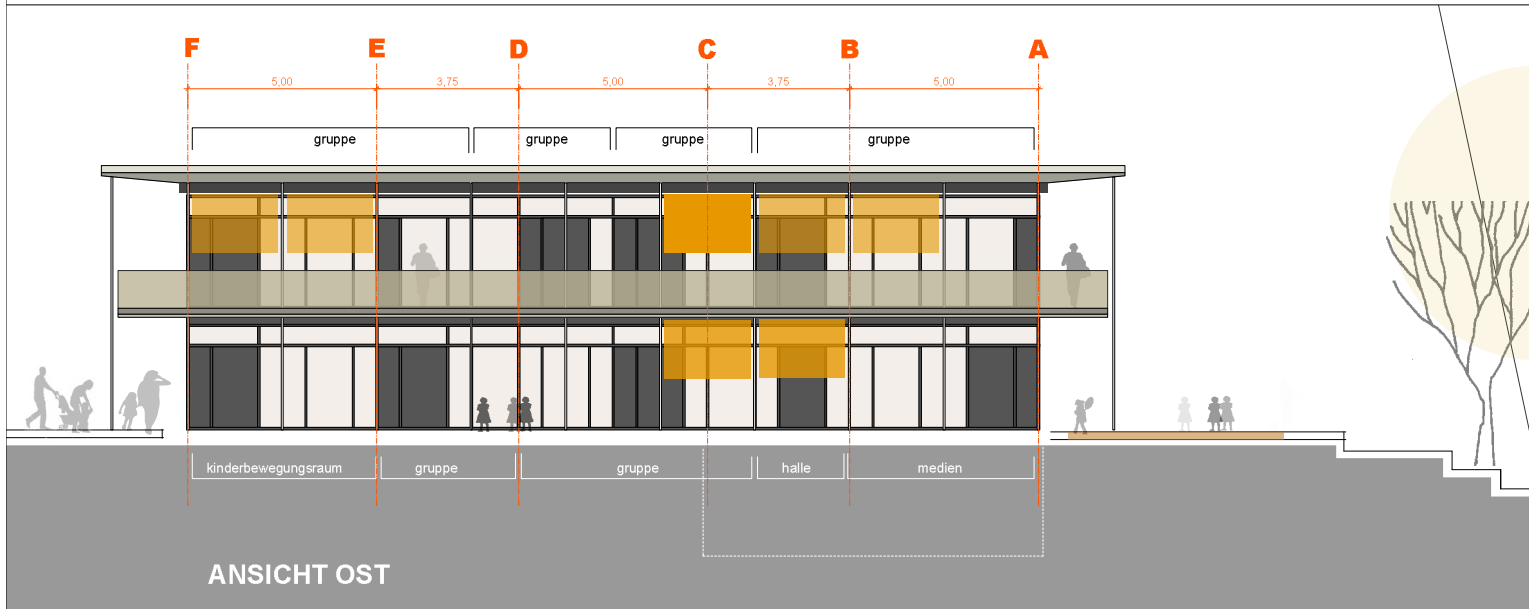 F E D C B A
5,00 3,75 5,00 3,75 5,00
gruppe gruppe gruppe gruppe
kinderbewegungsraum gruppe gruppe halle medien
ANSICHT OST